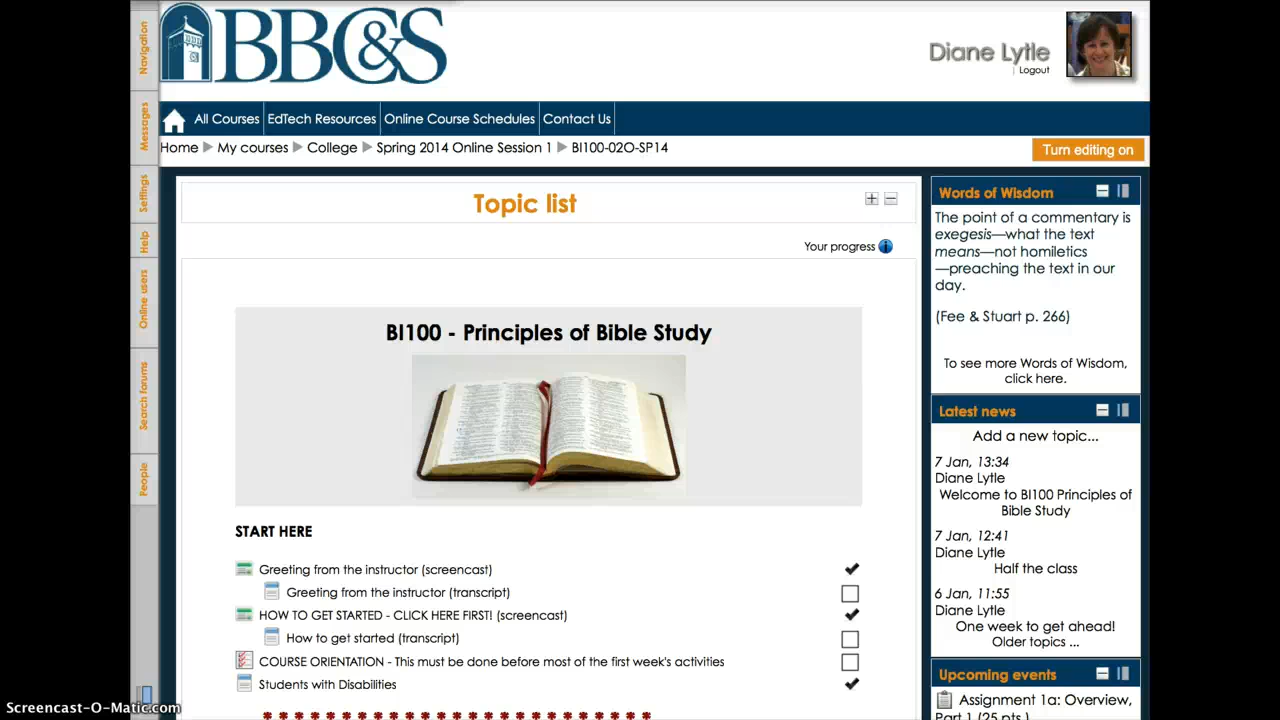 BBC&S
Diane Lytle
| Logout
Navigation
Messages
Settings
Help
Online users
Search forums
People
All Courses
EdTech Resources
Online Course Schedules
Contact Us
Home
My courses
College
Spring 2014 Online Session 1
BI100-02O-SP14
Turn editing on
Topic list
Your progress
BI100 - Principles of Bible Study
START HERE
Greeting from the instructor (screencast)
Greeting from the instructor (transcript)
HOW TO GET STARTED - CLICK HERE FIRST! (screencast)
How to get started (transcript)
COURSE ORIENTATION - This must be done before most of the first week's activities
Students with Disabilities
* * * * * * * * * * * * * * * * * * * * * * * * *
Words of Wisdom
The point of a commentary is
exegesis—what the text
means—not homiletics
—preaching the text in our
day.
(Fee & Stuart p. 266)
To see more Words of Wisdom,
click here.
Latest news
Add a new topic...
7 Jan, 13:34
Diane Lytle
Welcome to BI100 Principles of
Bible Study
7 Jan, 12:41
Diane Lytle
Half the class
6 Jan, 11:55
Diane Lytle
One week to get ahead!
Older topics ...
Upcoming events
Assignment 1a: Overview,
Part 1 (25 pts.)
Screencast-O-Matic.com